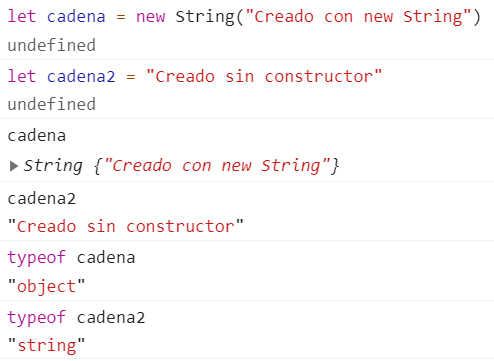 let cadena = new String("Creado con new String")
undefined
let cadena2 = "Creado sin constructor"
undefined
cadena
▶ String {"Creado con new String"}
cadena2
"Creado sin constructor"
typeof cadena
"object"
typeof cadena2
"string"